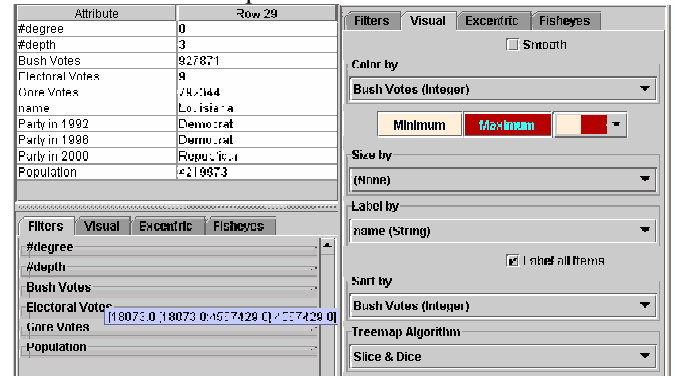 Attribute Row 29
#degree 0
#depth 3
Bush Votes 927871
Electoral Votes 9
Gore Votes
name Louisiana
Party in 1992 Democrat
Party in 1996 Democrat
Party in 2000 Republican
Population 4219973
Filters Visual Excentric Fisheyes
#degree
#depth
Bush Votes
Electoral Votes
Gore Votes
Population
Filters Visual Excentric Fisheyes
Smooth
Color by
Bush Votes (Integer)
Minimum Maximum
Size by
(None)
Label by
name (String)
Label all items
Sort by
Bush Votes (Integer)
Treemap Algorithm
Slice & Dice